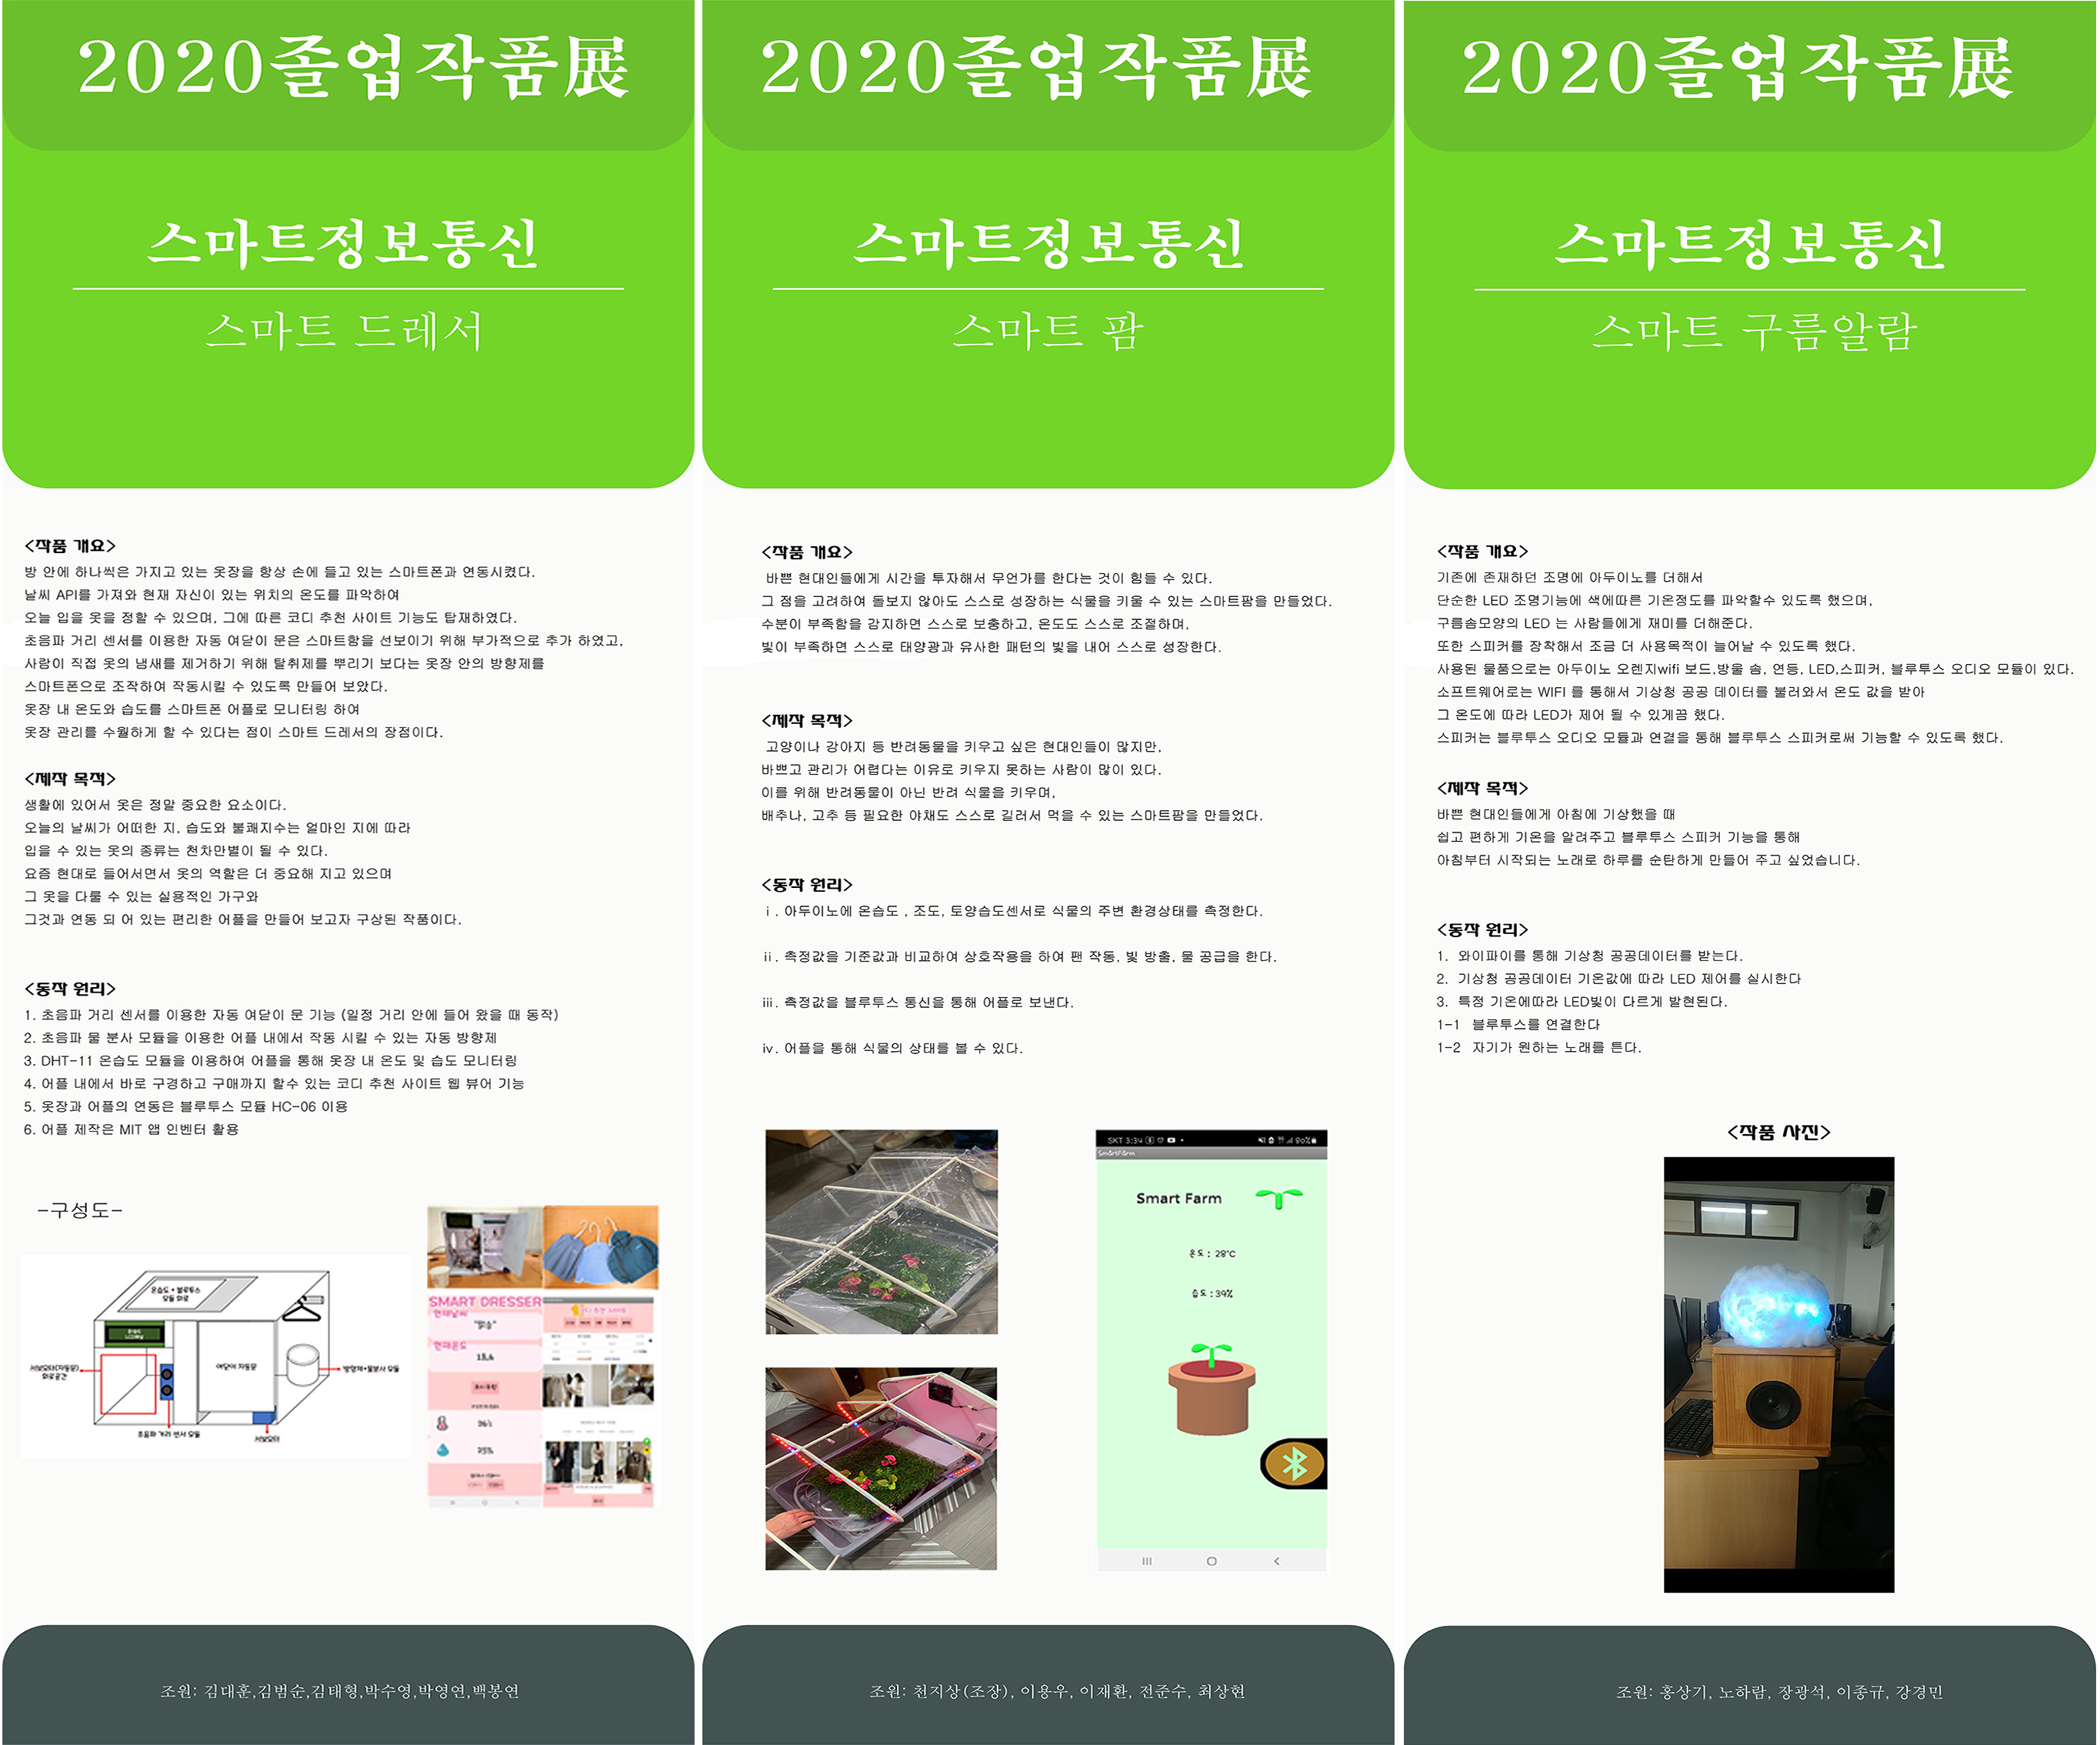 2020졸업작품展
스마트정보통신
스마트 드레서
<작품 개요>
방 안에 하나씩은 가지고 있는 옷장을 항상 손에 들고 있는 스마트폰과 연동시켰다.
날씨 API를 가져와 현재 자신이 있는 위치의 온도를 파악하여
오늘 입을 옷을 정할 수 있으며, 그에 따른 코디 추천 사이트 기능도 탑재하였다.
초음파 거리 센서를 이용한 자동 여닫이 문은 스마트함을 선보이기 위해 부가적으로 추가 하였고,
사람이 직접 옷의 냄새를 제거하기 위해 탈취제를 뿌리기 보다는 옷장 안의 방향제를
스마트폰으로 조작하여 작동시킬 수 있도록 만들어 보았다.
옷장 내 온도와 습도를 스마트폰 어플로 모니터링 하여
옷장 관리를 수월하게 할 수 있다는 점이 스마트 드레서의 장점이다.
<제작 목적>
생활에 있어서 옷은 정말 중요한 요소이다.
오늘의 날씨가 어떠한 지, 습도와 불쾌지수는 얼마인 지에 따라
입을 수 있는 옷의 종류는 천차만별이 될 수 있다.
요즘 현대로 들어서면서 옷의 역할은 더 중요해 지고 있으며
그 옷을 다룰 수 있는 실용적인 가구와
그것과 연동 되 어 있는 편리한 어플을 만들어 보고자 구상된 작품이다.
<동작 원리>
1. 초음파 거리 센서를 이용한 자동 여닫이 문 기능 (일정 거리 안에 들어 왔을 때 동작)
2. 초음파 물 분사 모듈을 이용한 어플 내에서 작동 시킬 수 있는 자동 방향제
3. DHT-11 온습도 모듈을 이용하여 어플을 통해 옷장 내 온도 및 습도 모니터링
4. 어플 내에서 바로 구경하고 구매까지 할수 있는 코디 추천 사이트 웹 뷰어 기능
5. 옷장과 어플의 연동은 블루투스 모듈 HC-06 이용
6. 어플 제작은 MIT 앱 인벤터 활용
-구성도-
온습도 + 블루투스
모듈 회로
서보모터(자동문)
회로공간
여닫이 자동문
방향제+물분사 모듈
초음파 거리 센서 모듈
서보모터
SMART DRESSER
현재날씨
현재온도
13.6
조원: 김대훈,김범순,김태형,박수영,박영연,백봉연
2020졸업작품展
스마트정보통신
스마트 팜
<작품 개요>
바쁜 현대인들에게 시간을 투자해서 무언가를 한다는 것이 힘들 수 있다.
그 점을 고려하여 돌보지 않아도 스스로 성장하는 식물을 키울 수 있는 스마트팜을 만들었다.
수분이 부족함을 감지하면 스스로 보충하고, 온도도 스스로 조절하며,
빛이 부족하면 스스로 태양광과 유사한 패턴의 빛을 내어 스스로 성장한다.
<제작 목적>
고양이나 강아지 등 반려동물을 키우고 싶은 현대인들이 많지만,
바쁘고 관리가 어렵다는 이유로 키우지 못하는 사람이 많이 있다.
이를 위해 반려동물이 아닌 반려 식물을 키우며,
배추나, 고추 등 필요한 야채도 스스로 길러서 먹을 수 있는 스마트팜을 만들었다.
<동작 원리>
ⅰ. 아두이노에 온습도 , 조도, 토양습도센서로 식물의 주변 환경상태를 측정한다.
ⅱ. 측정값을 기준값과 비교하여 상호작용을 하여 팬 작동, 빛 방출, 물 공급을 한다.
ⅲ. 측정값을 블루투스 통신을 통해 어플로 보낸다.
ⅳ. 어플을 통해 식물의 상태를 볼 수 있다.
SKT 3:34
80%
SmartFarm
Smart Farm
온도 : 28°C
습도 : 39%
조원: 천지상(조장), 이용우, 이재환, 전준수, 최상현
2020졸업작품展
스마트정보통신
스마트 구름알람
<작품 개요>
기존에 존재하던 조명에 아두이노를 더해서
단순한 LED 조명기능에 색에따른 기온정도를 파악할수 있도록 했으며,
구름솜모양의 LED 는 사람들에게 재미를 더해준다.
또한 스피커를 장착해서 조금 더 사용목적이 늘어날 수 있도록 했다.
사용된 물품으로는 아두이노 오렌지wifi 보드,방울 솜, 연등, LED,스피커, 블루투스 오디오 모듈이 있다.
소프트웨어로는 WIFI 를 통해서 기상청 공공 데이터를 불러와서 온도 값을 받아
그 온도에 따라 LED가 제어 될 수 있게끔 했다.
스피커는 블루투스 오디오 모듈과 연결을 통해 블루투스 스피커로써 기능할 수 있도록 했다.
<제작 목적>
바쁜 현대인들에게 아침에 기상했을 때
쉽고 편하게 기온을 알려주고 블루투스 스피커 기능을 통해
아침부터 시작되는 노래로 하루를 순탄하게 만들어 주고 싶었습니다.
<동작 원리>
1. 와이파이를 통해 기상청 공공데이터를 받는다.
2. 기상청 공공데이터 기온값에 따라 LED 제어를 실시한다
3. 특정 기온에따라 LED빛이 다르게 발현된다.
1-1 블루투스를 연결한다
1-2 자기가 원하는 노래를 튼다.
<작품 사진>
조원: 홍상기, 노하람, 장광석, 이종규, 강경민